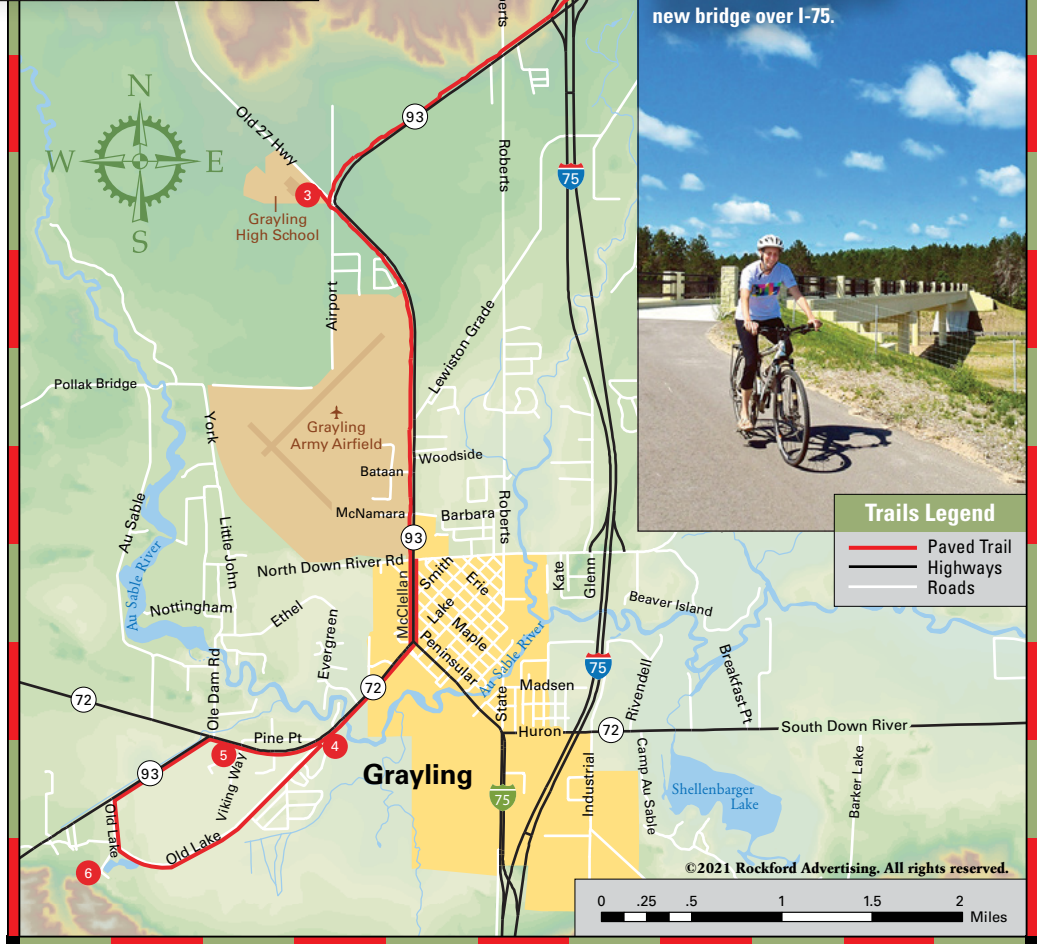 new bridge over I-75.
erts
N
W
E
S
Old 27 Hwy
93
Roberts
75
3
Grayling
High School
Airport
Lewiston Grade
Pollak Bridge
York
Grayling
Army Airfield
Woodside
Bataan
McNamara
Barbara
Roberts
93
Au Sable
Au Sable River
Little John
North Down River Rd
McClellan
Smith
Erie
Lake
Maple
Peninsular
Kate
Glenn
Beaver Island
Nottingham
Ethel
Evergreen
Au Sable River
75
Madsen
Rivendell
Breakfast Pt
72
72
Ole Dam Rd
State
Huron
72
South Down River
Pine Pt
4
5
93
Viking Way
Grayling
75
Industrial
Camp Au Sable
Shellenbarger
Lake
Barker Lake
Old Lake
Old Lake
6
Trails Legend
Paved Trail
Highways
Roads
©2021 Rockford Advertising. All rights reserved.
0 .25 .5 1 1.5 2
Miles